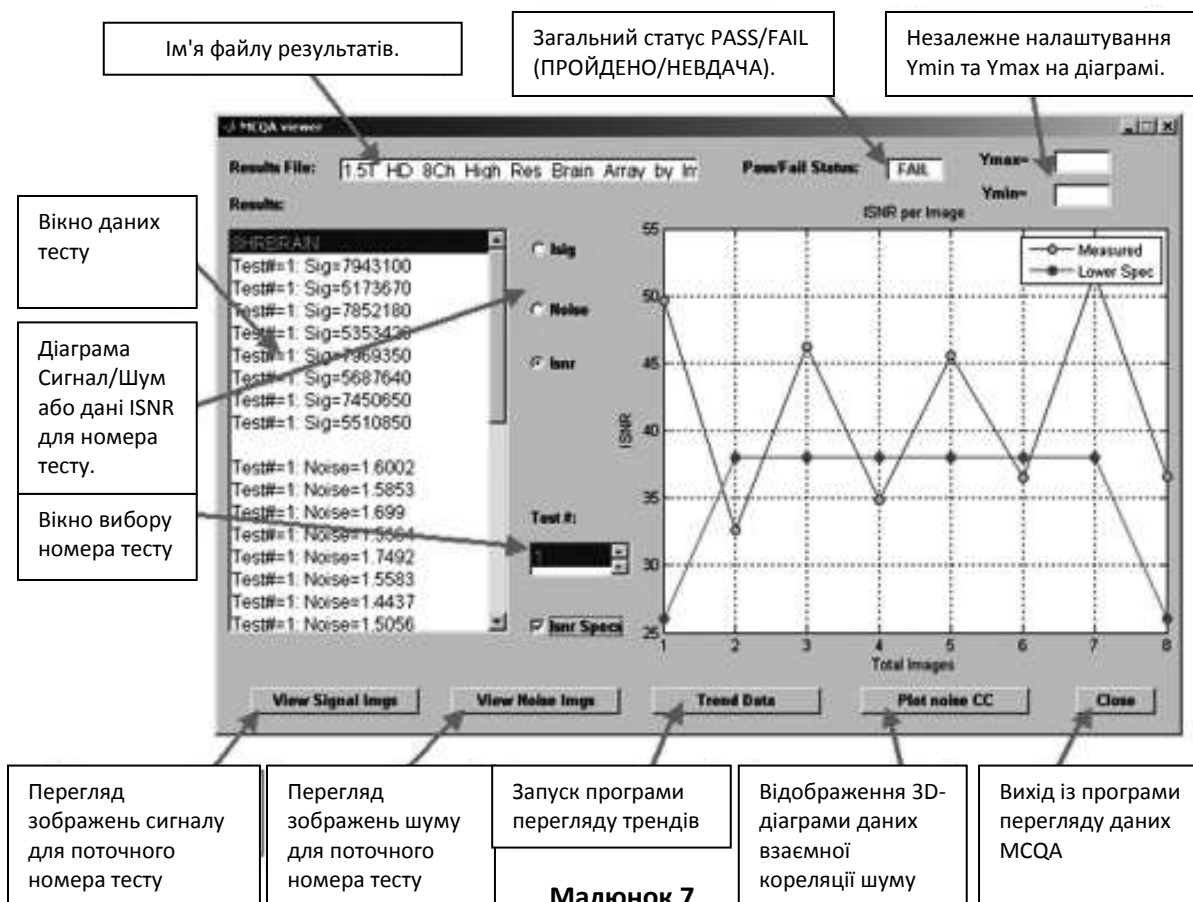 Ім'я файлу результатів.
Загальний статус PASS/FAIL
(ПРОЙДЕНО/НЕВДАЧА).
Незалежне налаштування
Ymin та Ymax на діаграмі.
MCQA viewer
Results File:
1.5T HD 8Ch High Res Brain Array by Im
Pass/Fail Status:
FAIL
Ymax=
Ymin=
Results:
Вікно даних
тесту
Діаграма
Сигнал/Шум
або дані ISNR
для номера
тесту.
Вікно вибору
номера тесту
8HRBRAIN
Test#=1: Sig=7943100
Test#=1: Sig=5173670
Test#=1: Sig=7852180
Test#=1:
Test#=1: Sig=7969350
Test#=1: Sig=5687640
Test#=1: Sig=7450650
Test#=1: Sig=5510850
Test#=1: Noise=1.6002
Test#=1: Noise=1.5853
Test#=1: Noise=1.699
Test#=1:
Test#=1: Noise=1.7492
Test#=1: Noise=1.5583
Test#=1: Noise=1.4437
Test#=1: Noise=1.5056
Isig
Noise
Isnr
Test #:
1
Isnr Specs
ISNR per Image
Measured
Lower Spec
55
50
45
40
35
30
25
ISNR
1 2 3 4 5 6 7 8
Total Images
View Signal Imgs
View Noise Imgs
Trend Data
Plot noise CC
Close
Перегляд
зображень сигналу
для поточного
номера тесту
Перегляд
зображень шуму
для поточного
номера тесту
Запуск програми
перегляду трендів
Відображення 3D-
діаграми даних
взаємної
кореляції шуму
Вихід із програми
перегляду даних
MCQA
Малюнок 7